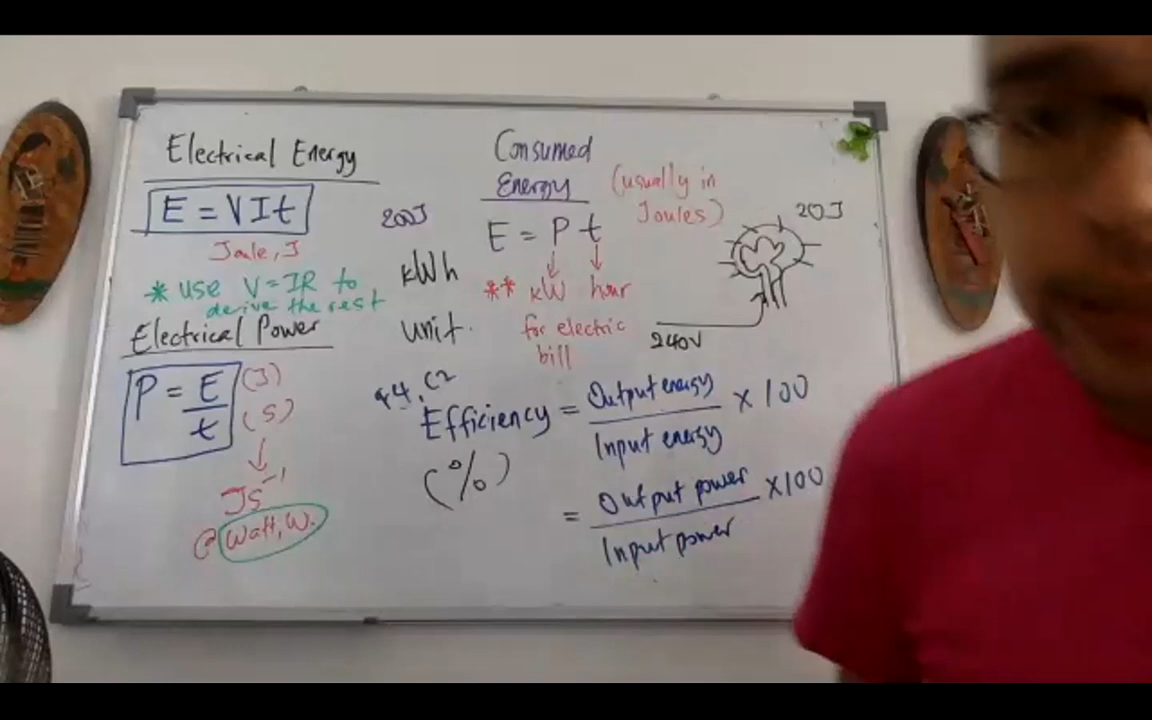 Electrical Energy
E = VIt
Joule, J
* use V = IR to
derive the rest
Electrical Power
P = E/t (J) (s)
Js⁻¹
@ Watt, W.
200J
kWh
unit.
Consumed
Energy (usually in
Joules)
E = P t
** kW hour
for electric
bill
20J
240V
Efficiency = Output energy / Input energy × 100
(%)
= Output power / Input power × 100